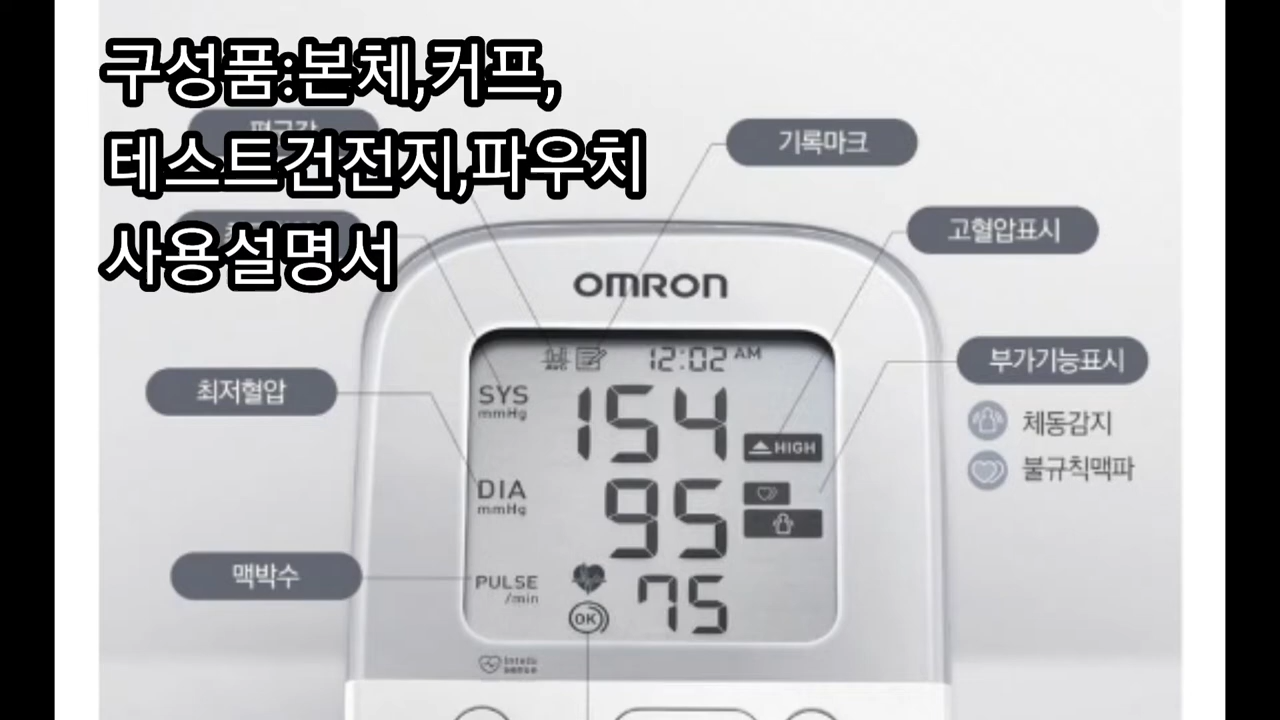 구성품:본체,커프,
테스트건전지,파우치
사용설명서
기록마크
고혈압표시
OMRON
AVG
12:02 AM
부가기능표시
SYS
mmHg
154
최저혈압
HIGH
체동감지
불규칙맥파
DIA
mmHg
95
맥박수
PULSE
/min
75
OK